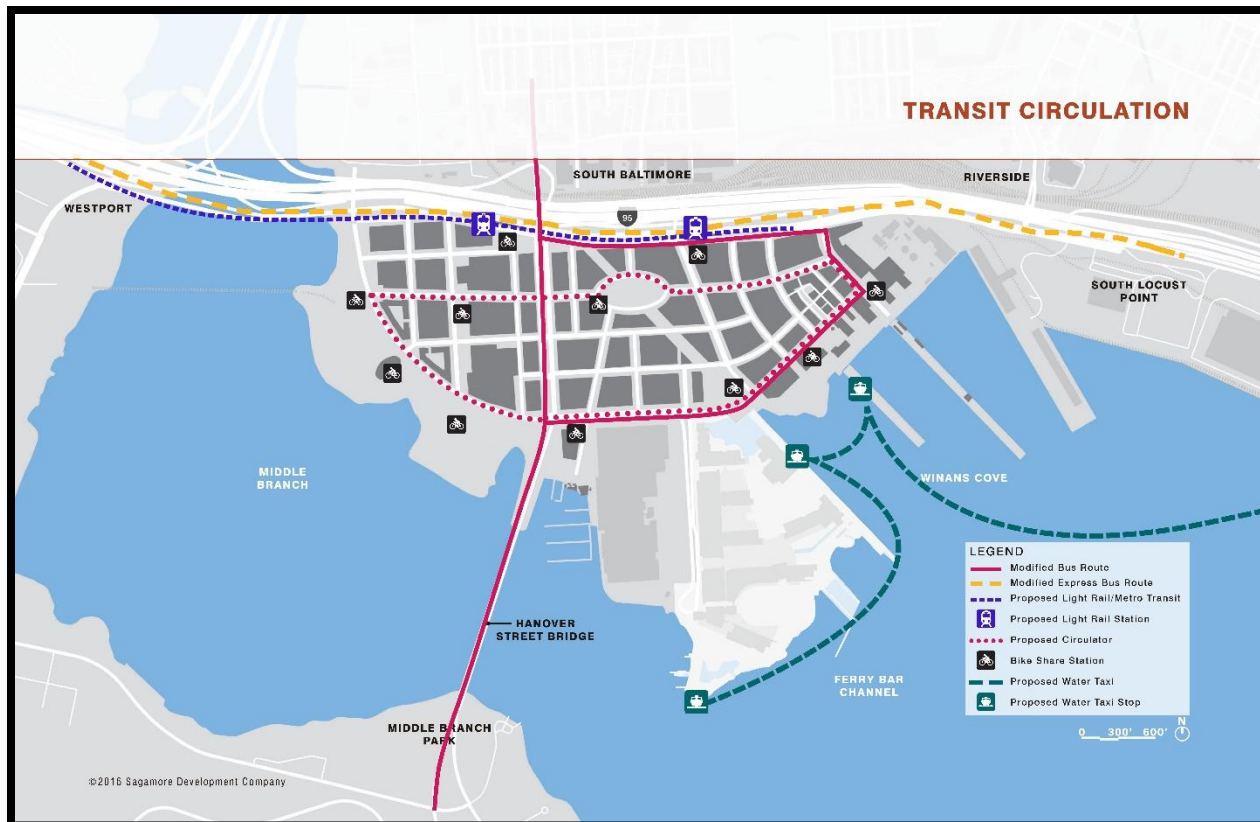 TRANSIT CIRCULATION
SOUTH BALTIMORE
RIVERSIDE
WESTPORT
95
SOUTH LOCUST
POINT
MIDDLE
BRANCH
WINANS COVE
HANOVER
STREET BRIDGE
FERRY BAR
CHANNEL
MIDDLE BRANCH
PARK
LEGEND
Modified Bus Route
Modified Express Bus Route
Proposed Light Rail/Metro Transit
Proposed Light Rail Station
Proposed Circulator
Bike Share Station
Proposed Water Taxi
Proposed Water Taxi Stop
N
0 300' 600'
©2016 Sagamore Development Company